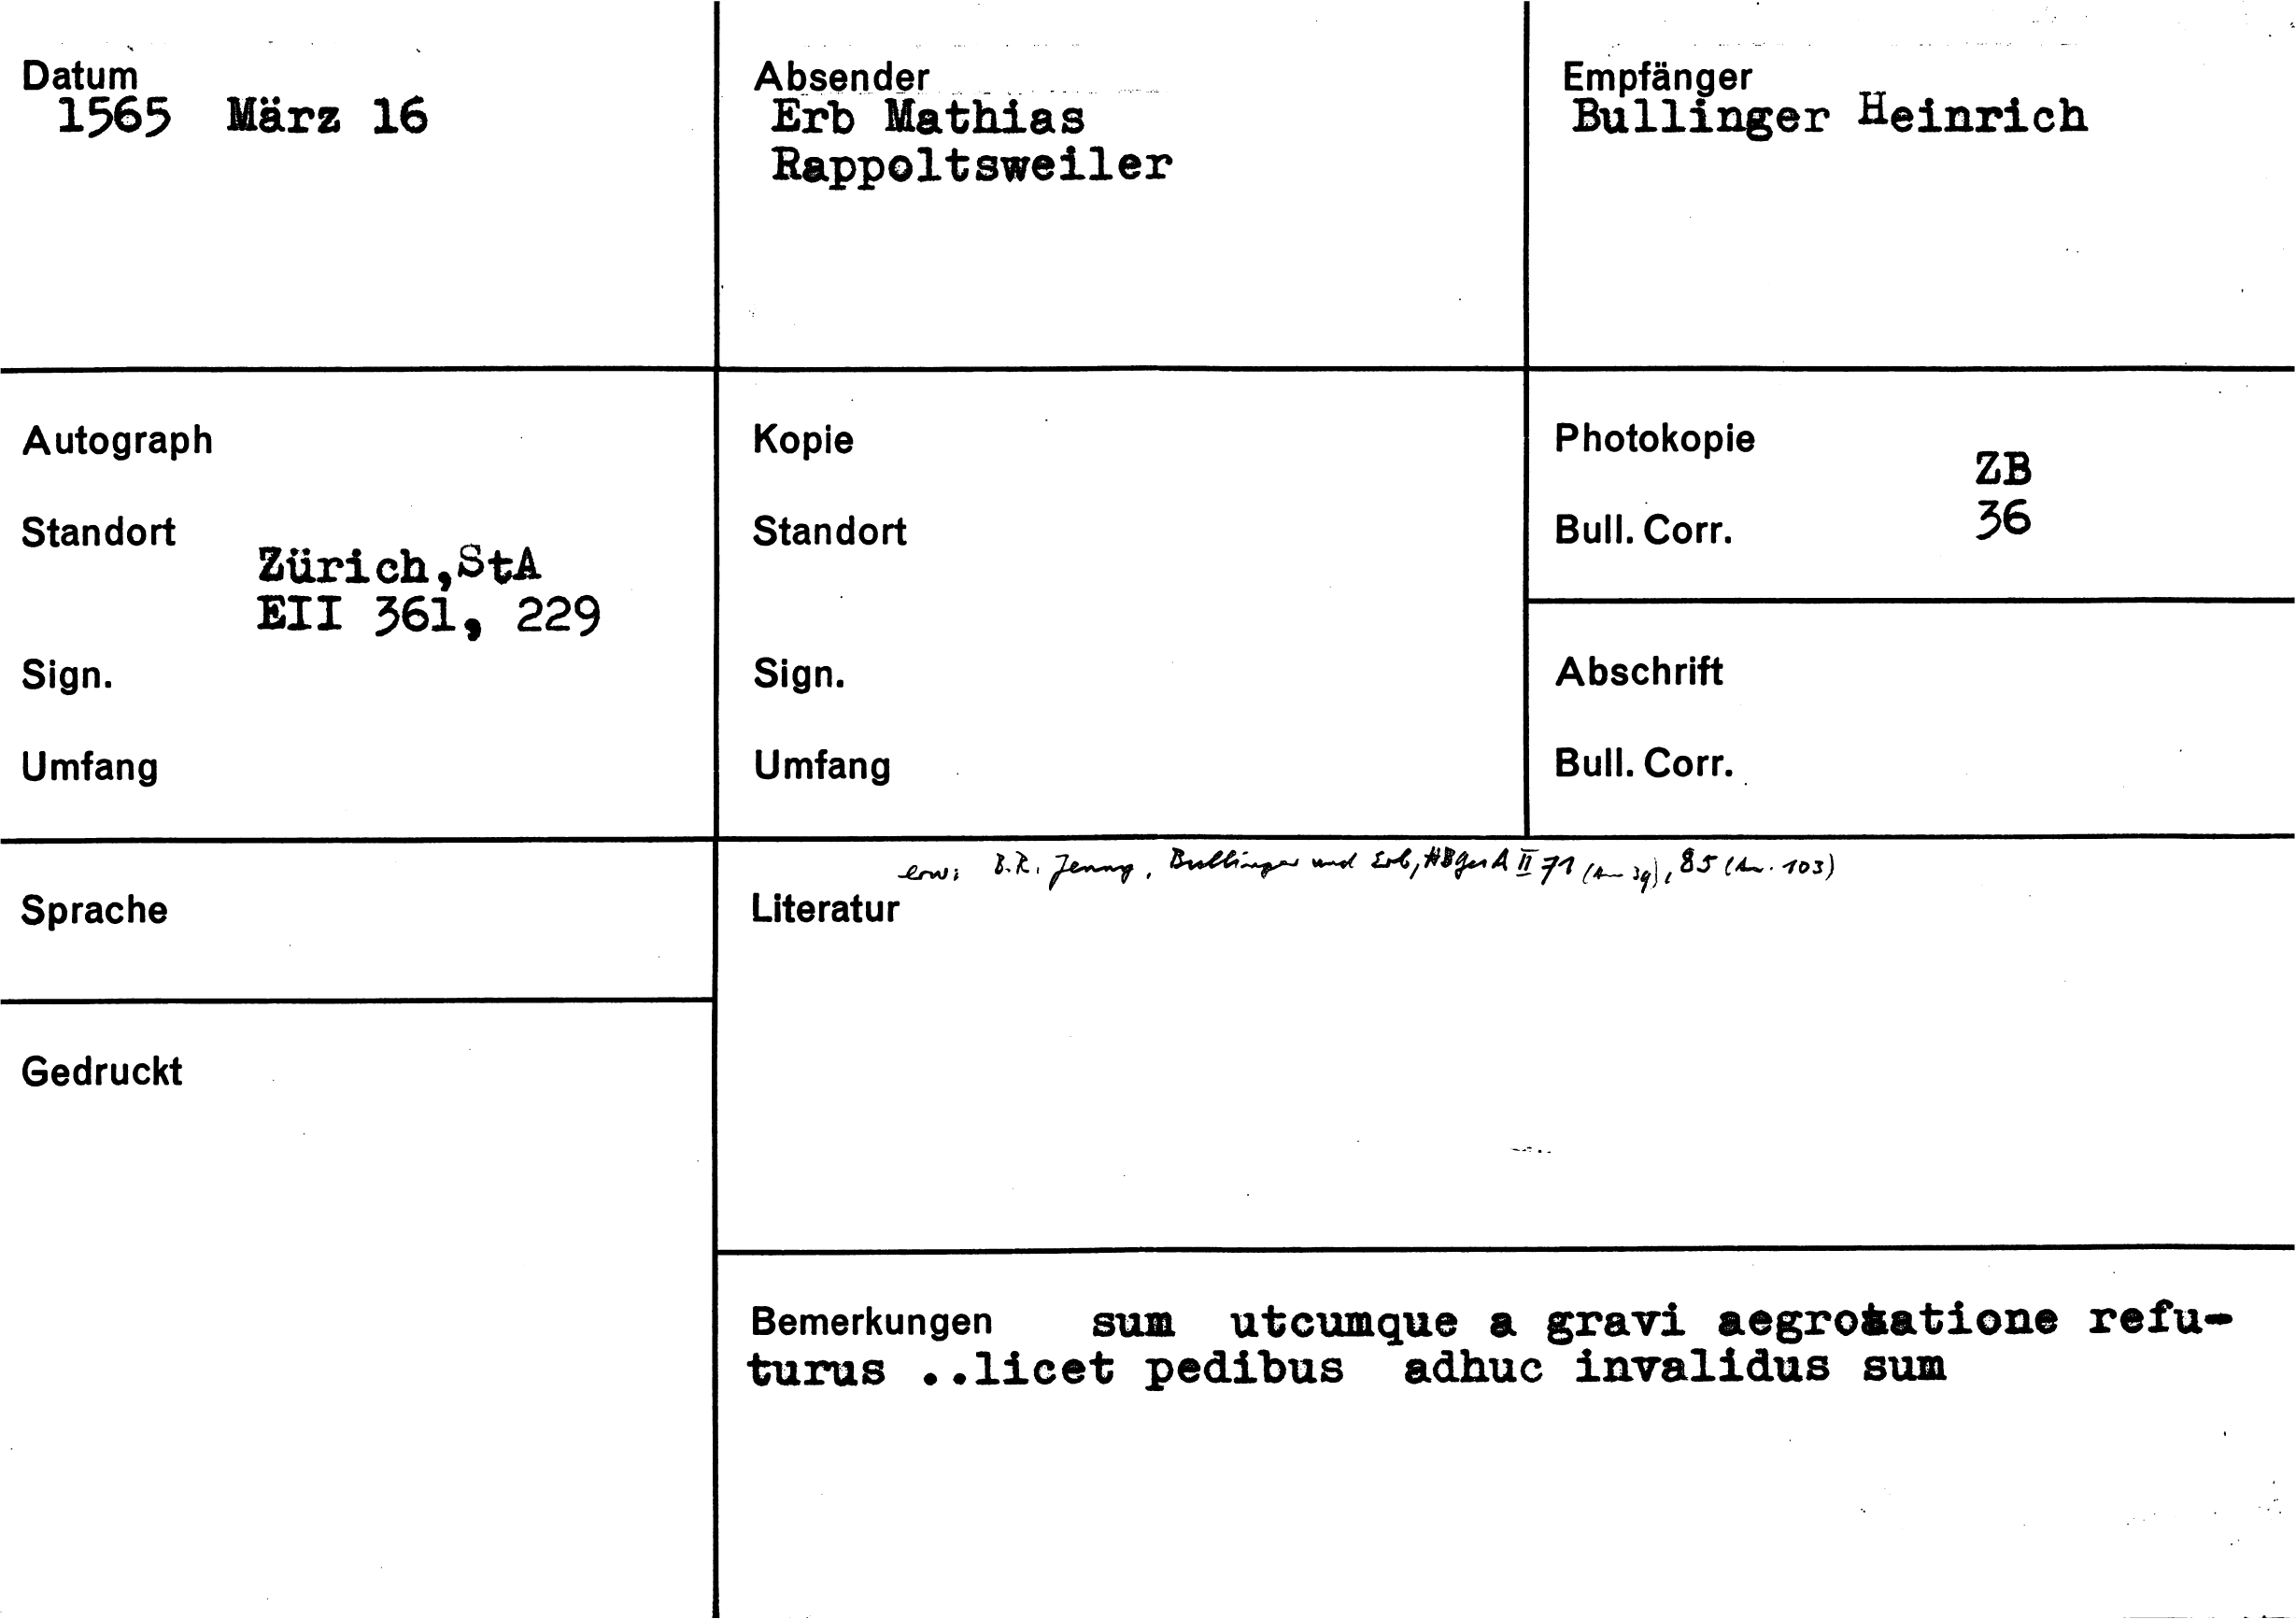 Datum
1565 März 16
Absender
Erb Mathias
Rappoltsweiler
Empfänger
Bullinger Heinrich
Autograph
Standort
Zürich, StA
EII 361, 229
Sign.
Umfang
Kopie
Standort
Sign.
Umfang
Photokopie
ZB
Bull. Corr.
36
Abschrift
Bull. Corr.
Sprache
Gedruckt
erw: B.R. Jenny, Bullinger und Erb, HBGesA II 71 (An 39), 85 (An. 103)
Literatur
Bemerkungen sum utcumque a gravi aegrotatione refu-
turus ..licet pedibus adhuc invalidus sum